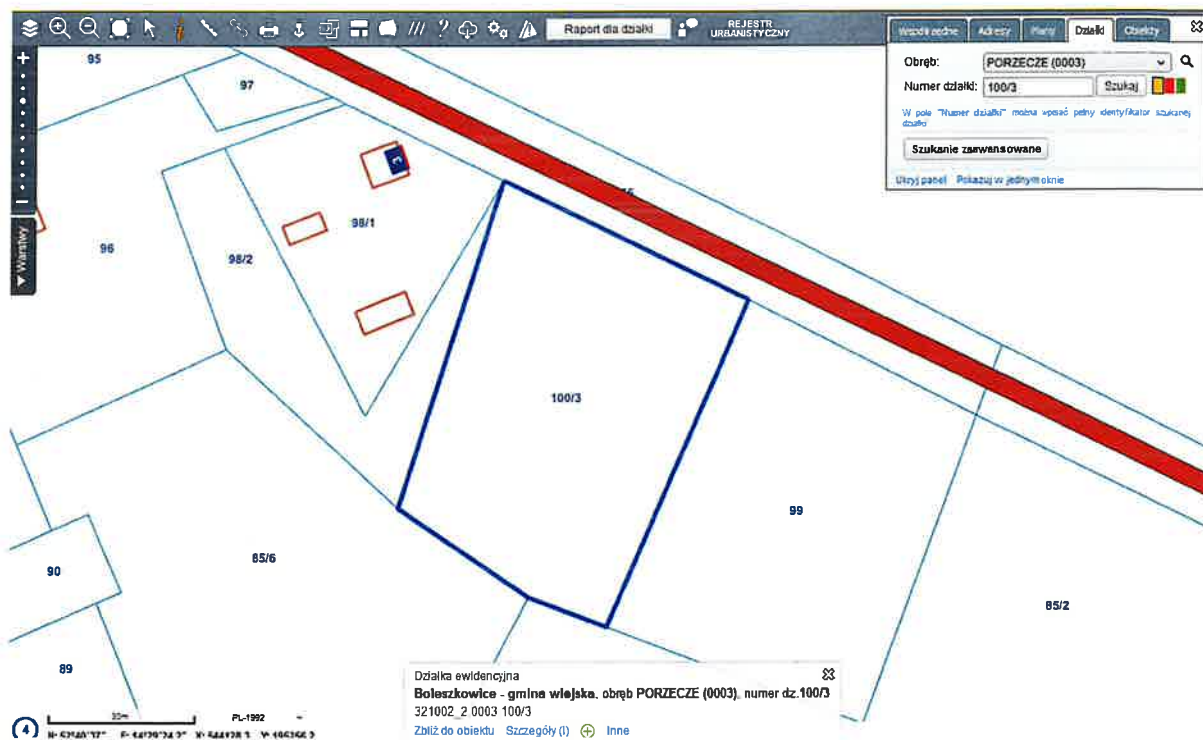 Raport dla działki
REJESTR
URBANISTYCZNY
Współrzędne Adresy Mapy Działki Obiekty
Obręb: PORZECZE (0003)
Numer działki: 100/3 Szukaj
W pole "Numer działki" można wpisać pełny identyfikator szukanej
działki
Szukanie zaawansowane
Ukryj panel Pokazuj w jednym oknie
Warstwy
95
97
3
98/1
96
98/2
100/3
99
85/6
90
85/2
89
Działka ewidencyjna
Boleszkowice - gmina wiejska, obręb PORZECZE (0003), numer dz.100/3
321002_2.0003 100/3
Zbliż do obiektu Szczegóły (I) Inne
4
PL-1992